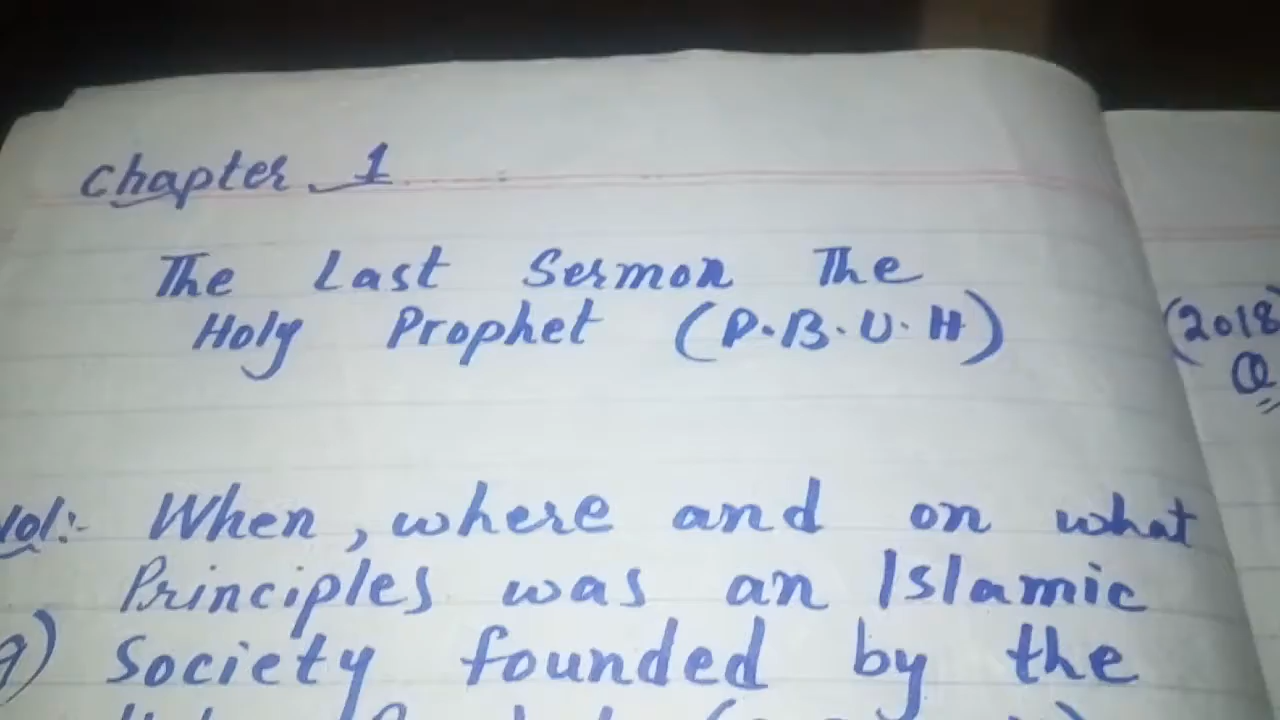 Chapter 1
The Last Sermon The
Holy Prophet (P.B.U.H)
When, where and on what
Principles was an Islamic
Society founded by the
(2018
Q